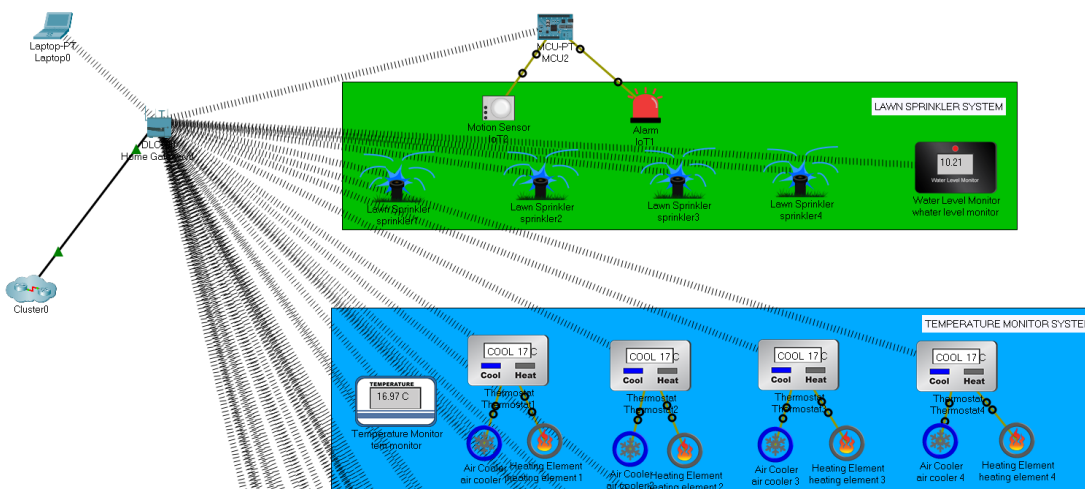 Laptop-PT
Laptop0
MCU-PT
MCU2
LAWN SPRINKLER SYSTEM
Motion Sensor
IoT2
Alarm
IoT1
Home Gateway0
10.21
Water Level Monitor
Lawn Sprinkler
sprinkler1
Lawn Sprinkler
sprinkler2
Lawn Sprinkler
sprinkler3
Lawn Sprinkler
sprinkler4
Water Level Monitor
whater level monitor
Cluster0
TEMPERATURE MONITOR SYSTEM
COOL 17 C
Cool Heat
Thermostat
Thermostat1
COOL 17 C
Cool Heat
Thermostat
Thermostat2
COOL 17 C
Cool Heat
Thermostat
Thermostat3
COOL 17 C
Cool Heat
Thermostat
Thermostat4
TEMPERATURE
16.97 C
Temperature Monitor
tem monitor
Air Cooler
air cooler
Heating Element
heating element 1
Air Cooler
air cooler2
Heating Element
heating element 2
Air Cooler
air cooler 3
Heating Element
heating element 3
Air Cooler
air cooler 4
Heating Element
heating element 4